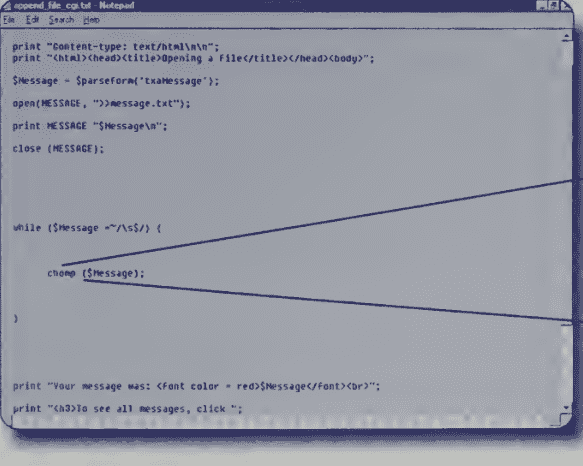 append_file_cgi.txt - Notepad
File Edit Search Help
print "Content-type: text/html\n\n";
print "<html><head><title>Opening a File</title></head><body>";
$Message = $parseform('txaMessage');
open(MESSAGE, ">>message.txt");
print MESSAGE "$Message\n";
close (MESSAGE);
while ($Message =~/\s$/) {
chomp ($Message);
}
print "Your message was: <font color = red>$Message</font><br>";
print "<h3>To see all messages, click ";